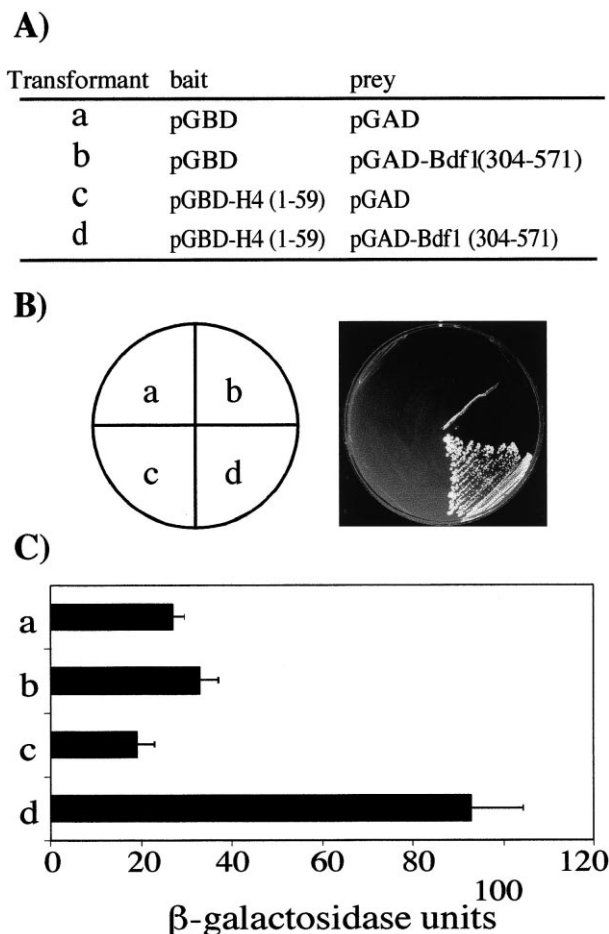 A)
Transformant bait prey
a pGBD pGAD
b pGBD pGAD-Bdf1(304-571)
c pGBD-H4 (1-59) pGAD
d pGBD-H4 (1-59) pGAD-Bdf1 (304-571)
B)
a b
c d
C)
a
b
c
d
0 20 40 60 80 100 120
β-galactosidase units